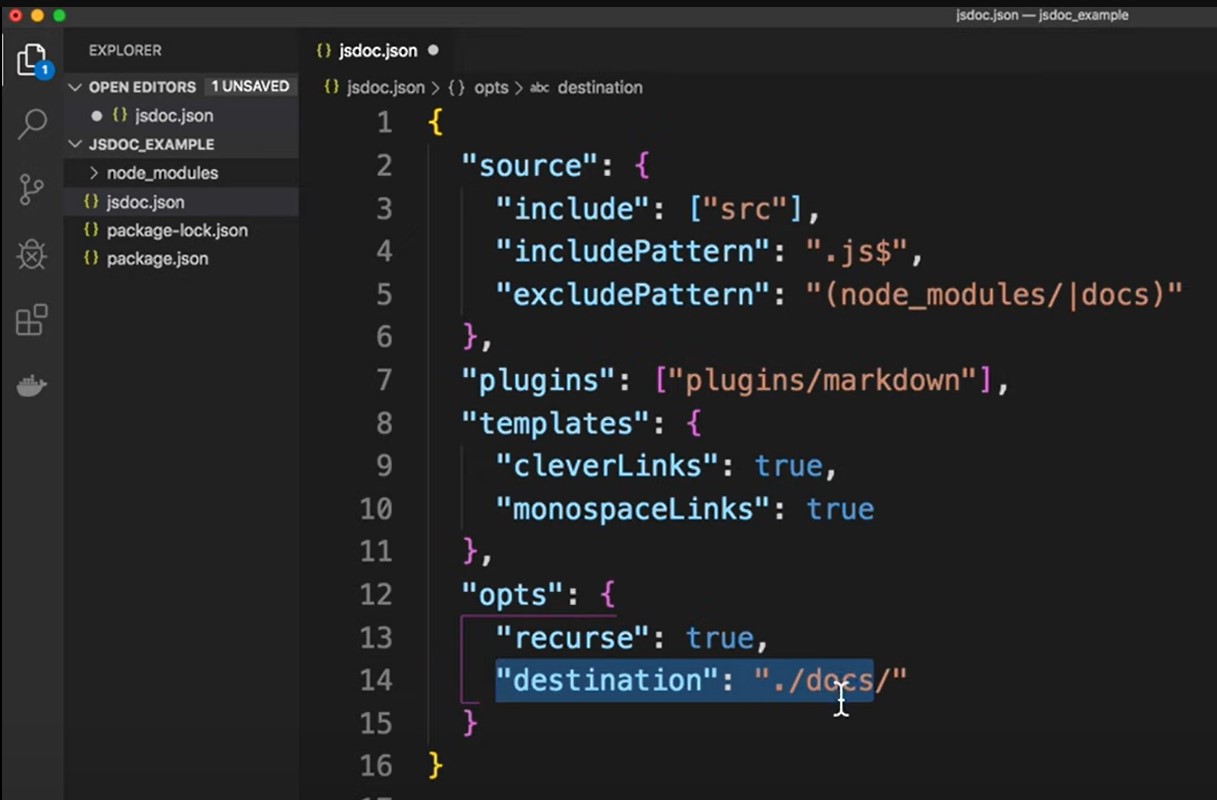 jsdoc.json — jsdoc_example
1
EXPLORER
OPEN EDITORS 1 UNSAVED
{} jsdoc.json
JSDOC_EXAMPLE
node_modules
{} jsdoc.json
{} package-lock.json
{} package.json
{} jsdoc.json
{} jsdoc.json > {} opts > abc destination
1 {
2 "source": {
3 "include": ["src"],
4 "includePattern": ".js$",
5 "excludePattern": "(node_modules/|docs)"
6 },
7 "plugins": ["plugins/markdown"],
8 "templates": {
9 "cleverLinks": true,
10 "monospaceLinks": true
11 },
12 "opts": {
13 "recurse": true,
14 "destination": "./docs/"
15 }
16 }